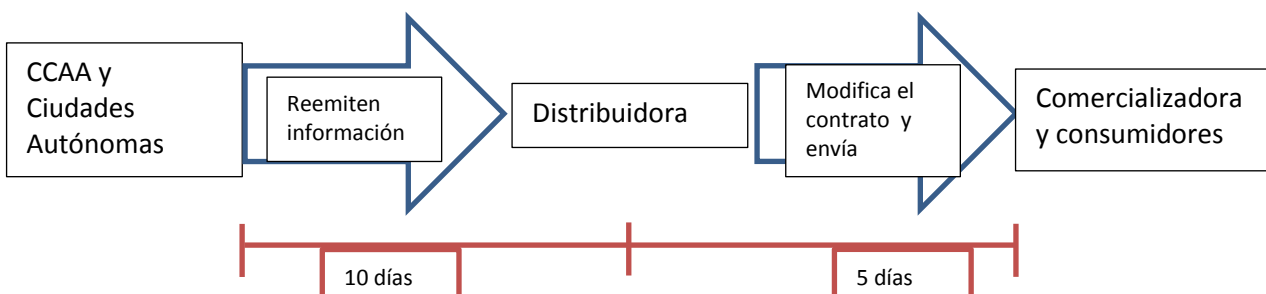 CCAA y
Ciudades
Autónomas
Reemiten
información
Distribuidora
Modifica el
contrato y
envía
Comercializadora
y consumidores
10 días
5 días